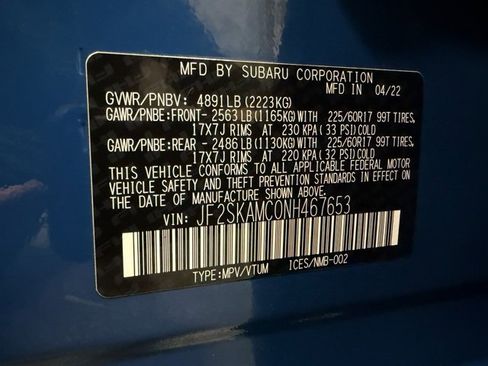 MFD BY SUBARU CORPORATION
MFD IN 04/22
GVWR/PNBV: 4891LB (2223KG)
GAWR/PNBE:FRONT- 2563LB (1165KG)WITH 225/60R17 99T TIRES,
17X7J RIMS AT 230 KPA (33 PSI)COLD
GAWR/PNBE:REAR - 2486LB (1130KG)WITH 225/60R17 99T TIRES,
17X7J RIMS AT 220 KPA (32 PSI)COLD
THIS VEHICLE CONFORMS TO ALL APPLICABLE FEDERAL MOTOR
VEHICLE SAFETY AND THEFT PREVENTION STANDARDS IN EFFECT ON
THE DATE OF MANUFACTURE SHOWN ABOVE.
VIN: JF2SKAMC0NH467653
TYPE:MPV/VTUM ICES/NMB-002